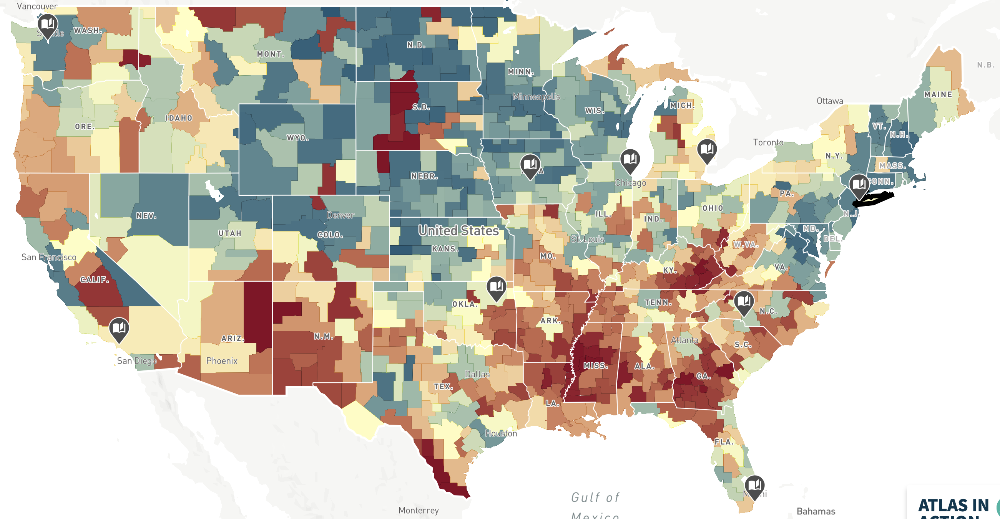 Vancouver
WASH.
MONT.
N.D.
MINN.
N.B.
MAINE
Ottawa
Minneapolis
S.D.
WIS.
MICH.
IDAHO
ORE.
WYO.
VT.
N.H.
Toronto
N.Y.
MASS.
NEBR.
Chicago
CONN.
PA.
NEV.
Denver
ILL.
IND.
OHIO
N.J.
United States
UTAH
COLO.
KANS.
St. Louis
MD.
DEL.
W.VA.
San Francisco
MO.
KY.
VA.
CALIF.
OKLA.
TENN.
N.C.
ARK.
ARIZ.
N.M.
Atlanta
S.C.
San Diego
Phoenix
MISS.
ALA.
Dallas
GA.
TEX.
LA.
Houston
FLA.
Gulf of
Mexico
Monterrey
Bahamas
ATLAS IN
ACTION